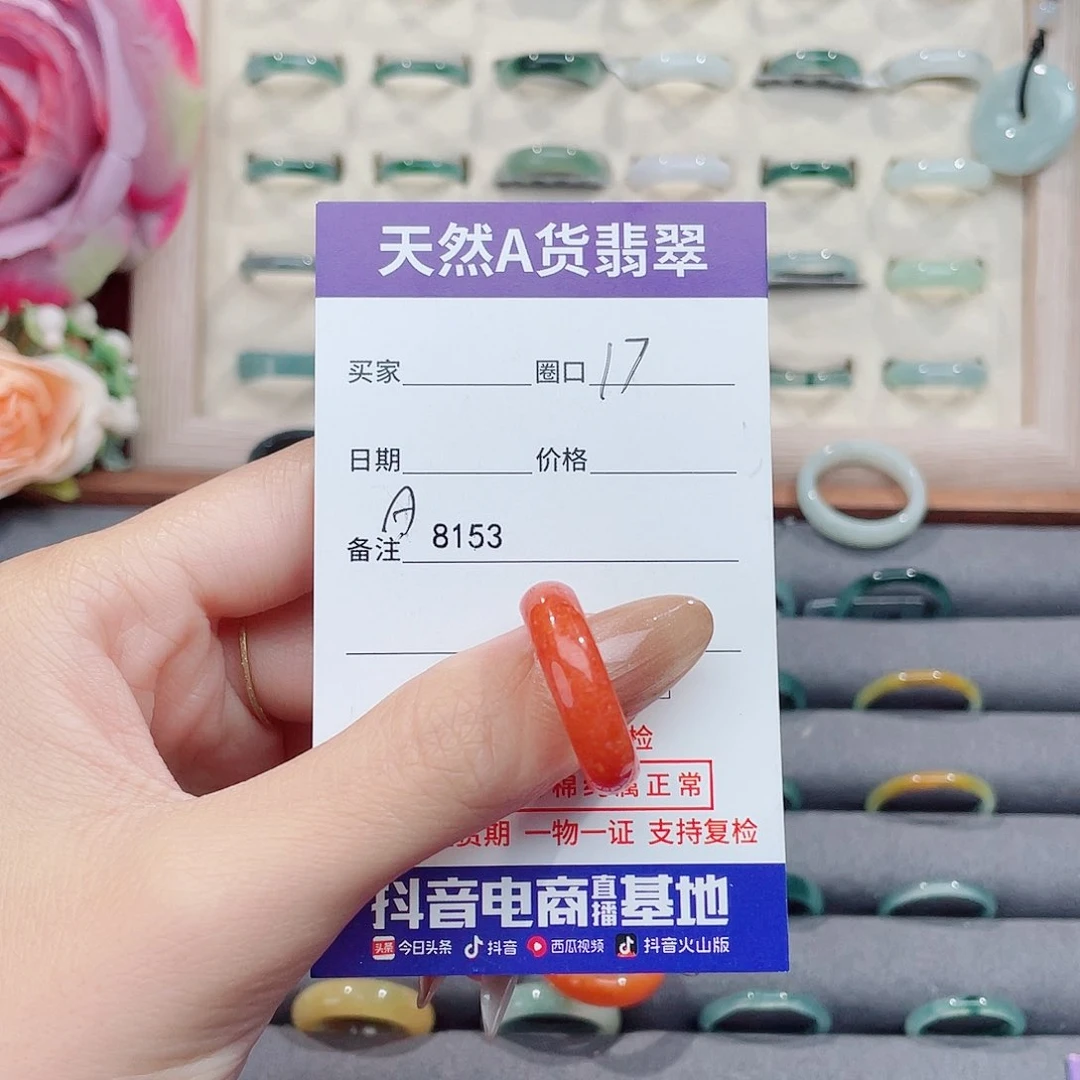 天然A货翡翠
买家 圈口 17
日期 价格
A
备注 8153
检
棉 属正常
货期 一物一证 支持复检
抖音电商直播基地
头条 今日头条 抖音 西瓜视频 抖音火山版